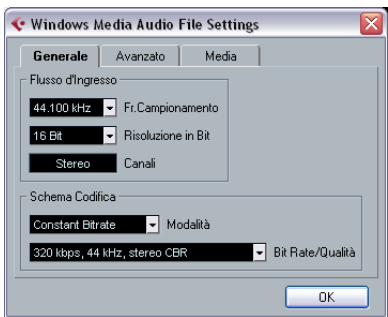 Windows Media Audio File Settings
Generale Avanzato Media
Flusso d'Ingresso
44.100 kHz Fr.Campionamento
16 Bit Risoluzione in Bit
Stereo Canali
Schema Codifica
Constant Bitrate Modalità
320 kbps, 44 kHz, stereo CBR Bit Rate/Qualità
OK